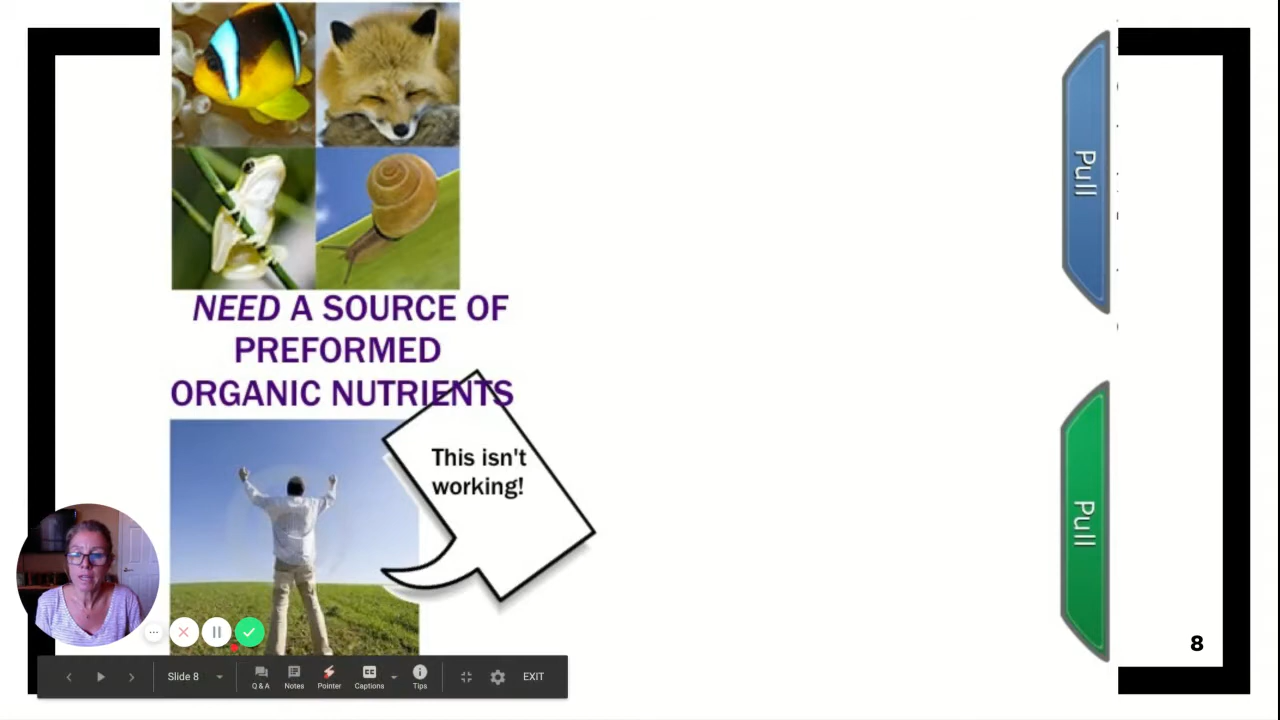 Pull
NEED A SOURCE OF
PREFORMED
ORGANIC NUTRIENTS
This isn't
working!
Pull
8
Slide 8
Q & A
Notes
Pointer
CC
Captions
Tips
EXIT